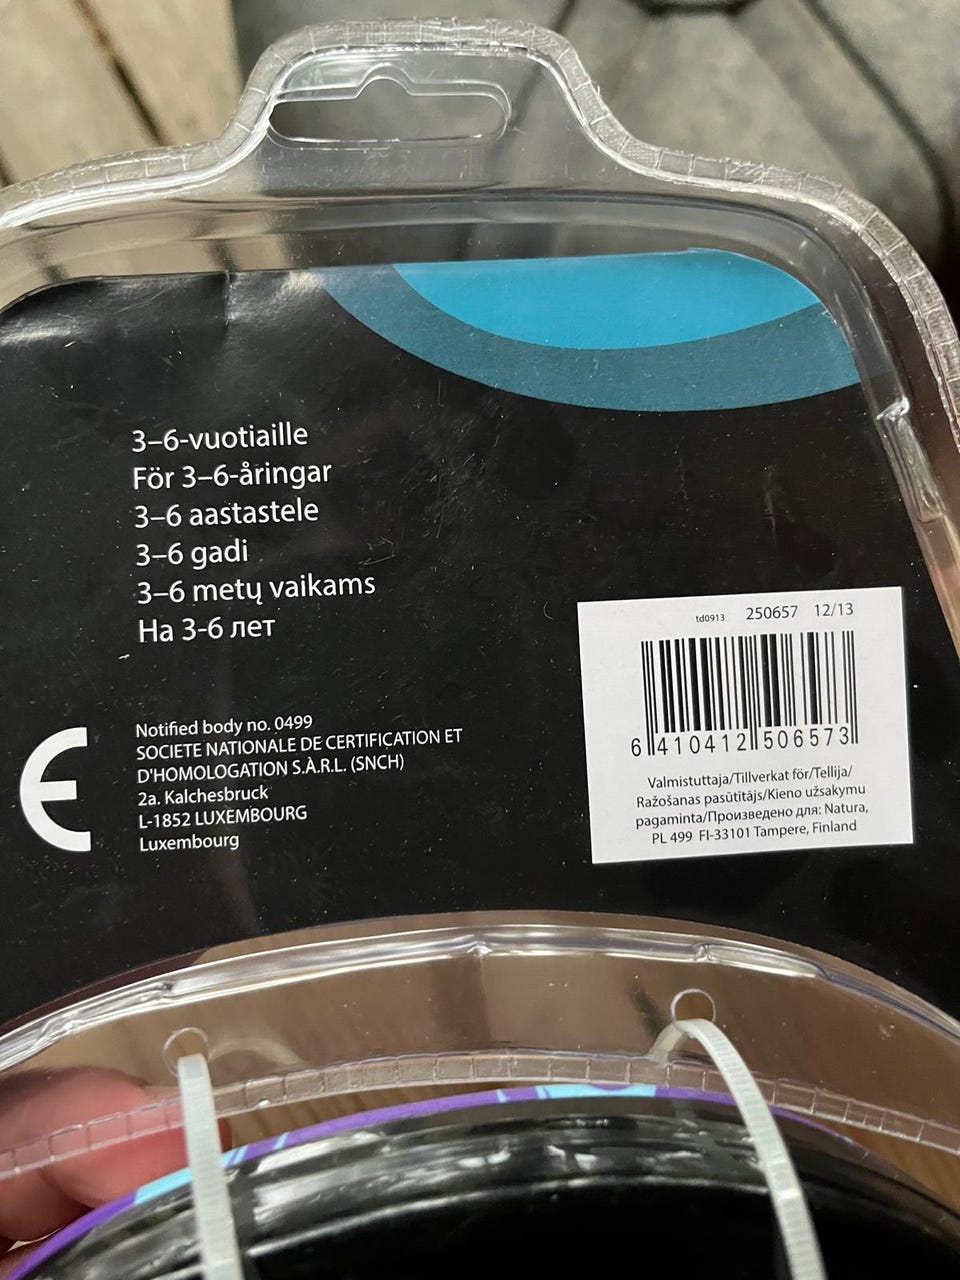 3–6-vuotiaille
För 3–6-åringar
3–6 aastastele
3–6 gadi
3–6 metų vaikams
На 3-6 лет
Notified body no. 0499
SOCIETE NATIONALE DE CERTIFICATION ET
D'HOMOLOGATION S.À.R.L. (SNCH)
2a. Kalchesbruck
L-1852 LUXEMBOURG
Luxembourg
td0913 250657 12/13
6 410412 506573
Valmistuttaja/Tillverkat för/Tellija/
Ražošanas pasūtītājs/Kieno užsakymu
pagaminta/Произведено для: Natura,
PL 499 FI-33101 Tampere, Finland